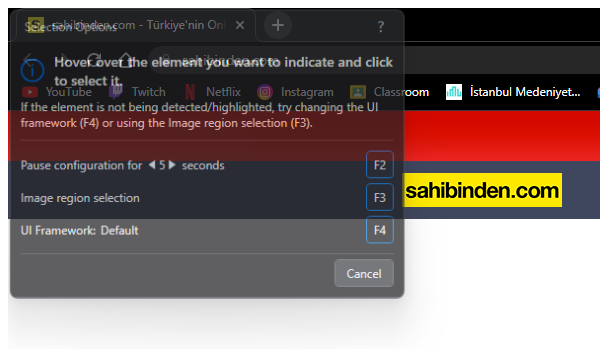 Selection Options
sahibinden.com - Türkiye'nin Onl
?
sahibinden.com
Hover over the element you want to indicate and click
to select it.
YouTube Twitch Netflix Instagram Classroom İstanbul Medeniyet...
If the element is not being detected/highlighted, try changing the UI
framework (F4) or using the Image region selection (F3).
Pause configuration for 5 seconds F2
sahibinden.com
Image region selection F3
UI Framework: Default F4
Cancel